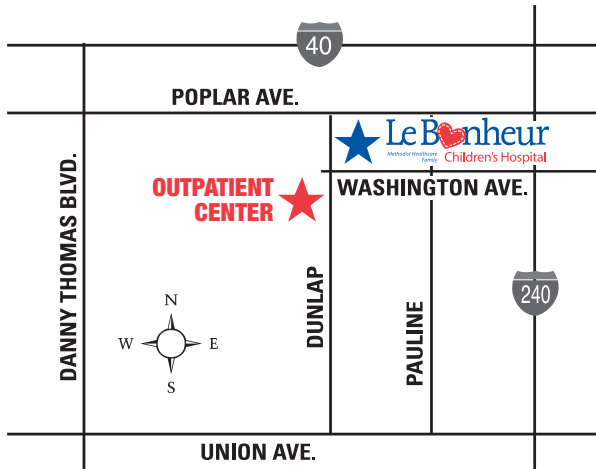 40
POPLAR AVE.
Le Bonheur
Methodist Healthcare
Family
Children's Hospital
WASHINGTON AVE.
OUTPATIENT
CENTER
DANNY THOMAS BLVD.
DUNLAP
PAULINE
240
N
W E
S
UNION AVE.